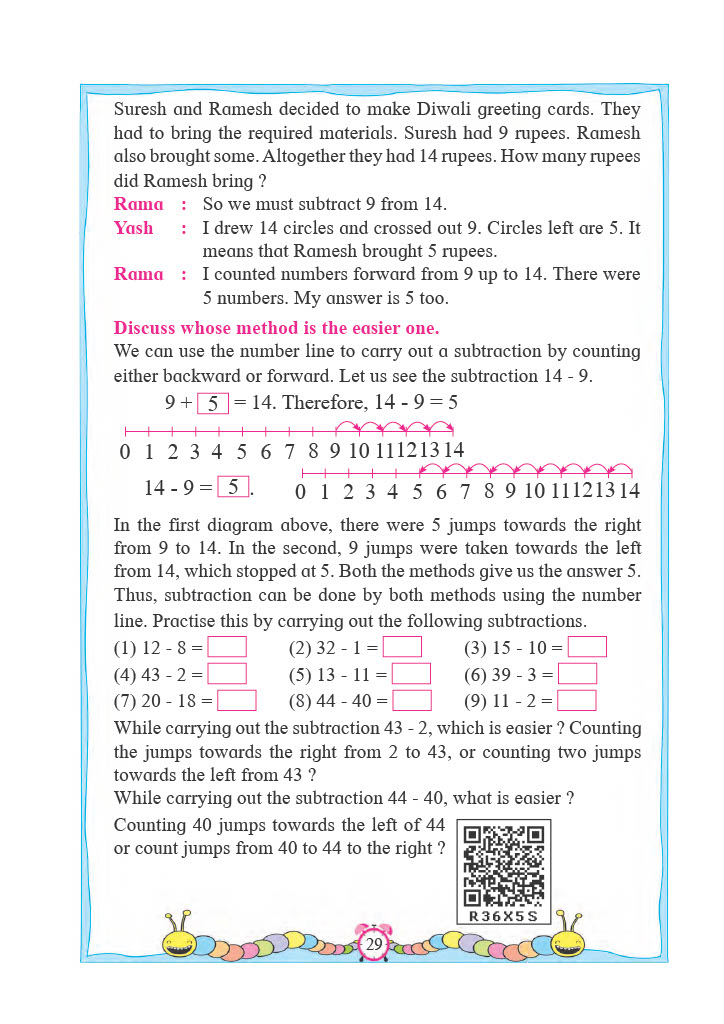 Suresh and Ramesh decided to make Diwali greeting cards. They
had to bring the required materials. Suresh had 9 rupees. Ramesh
also brought some. Altogether they had 14 rupees. How many rupees
did Ramesh bring ?
Rama : So we must subtract 9 from 14.
Yash : I drew 14 circles and crossed out 9. Circles left are 5. It
means that Ramesh brought 5 rupees.
Rama : I counted numbers forward from 9 up to 14. There were
5 numbers. My answer is 5 too.
Discuss whose method is the easier one.
We can use the number line to carry out a subtraction by counting
either backward or forward. Let us see the subtraction 14 - 9.
9 + 5 = 14. Therefore, 14 - 9 = 5
0 1 2 3 4 5 6 7 8 9 10 11 12 13 14
14 - 9 = 5 .
0 1 2 3 4 5 6 7 8 9 10 11 12 13 14
In the first diagram above, there were 5 jumps towards the right
from 9 to 14. In the second, 9 jumps were taken towards the left
from 14, which stopped at 5. Both the methods give us the answer 5.
Thus, subtraction can be done by both methods using the number
line. Practise this by carrying out the following subtractions.
(1) 12 - 8 = (2) 32 - 1 = (3) 15 - 10 =
(4) 43 - 2 = (5) 13 - 11 = (6) 39 - 3 =
(7) 20 - 18 = (8) 44 - 40 = (9) 11 - 2 =
While carrying out the subtraction 43 - 2, which is easier ? Counting
the jumps towards the right from 2 to 43, or counting two jumps
towards the left from 43 ?
While carrying out the subtraction 44 - 40, what is easier ?
Counting 40 jumps towards the left of 44
or count jumps from 40 to 44 to the right ?
R36X5S
29